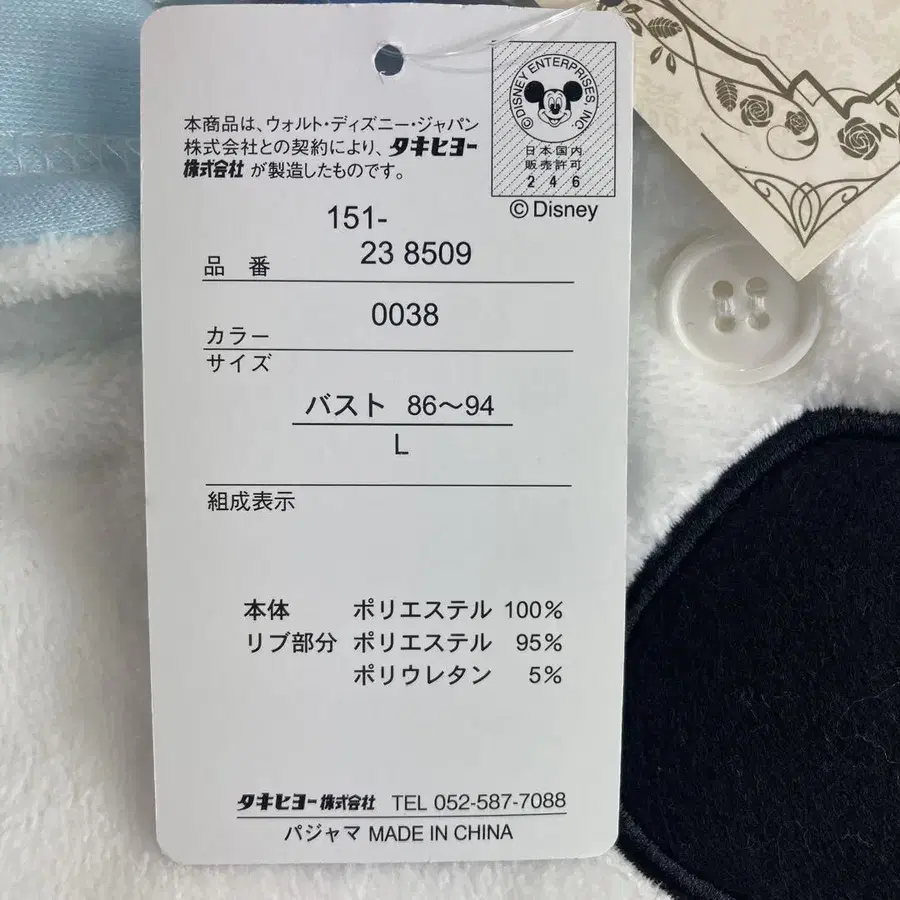 本商品は、ウォルト・ディズニー・ジャパン
株式会社との契約により、タキヒヨー
株式会社が製造したものです。
©DISNEY ENTERPRISES, INC.
日本国内
販売許可
246
© Disney
151-
品番 23 8509
カラー 0038
サイズ
バスト 86〜94
L
組成表示
本体 ポリエステル 100%
リブ部分 ポリエステル 95%
ポリウレタン 5%
タキヒヨー株式会社 TEL 052-587-7088
パジャマ MADE IN CHINA